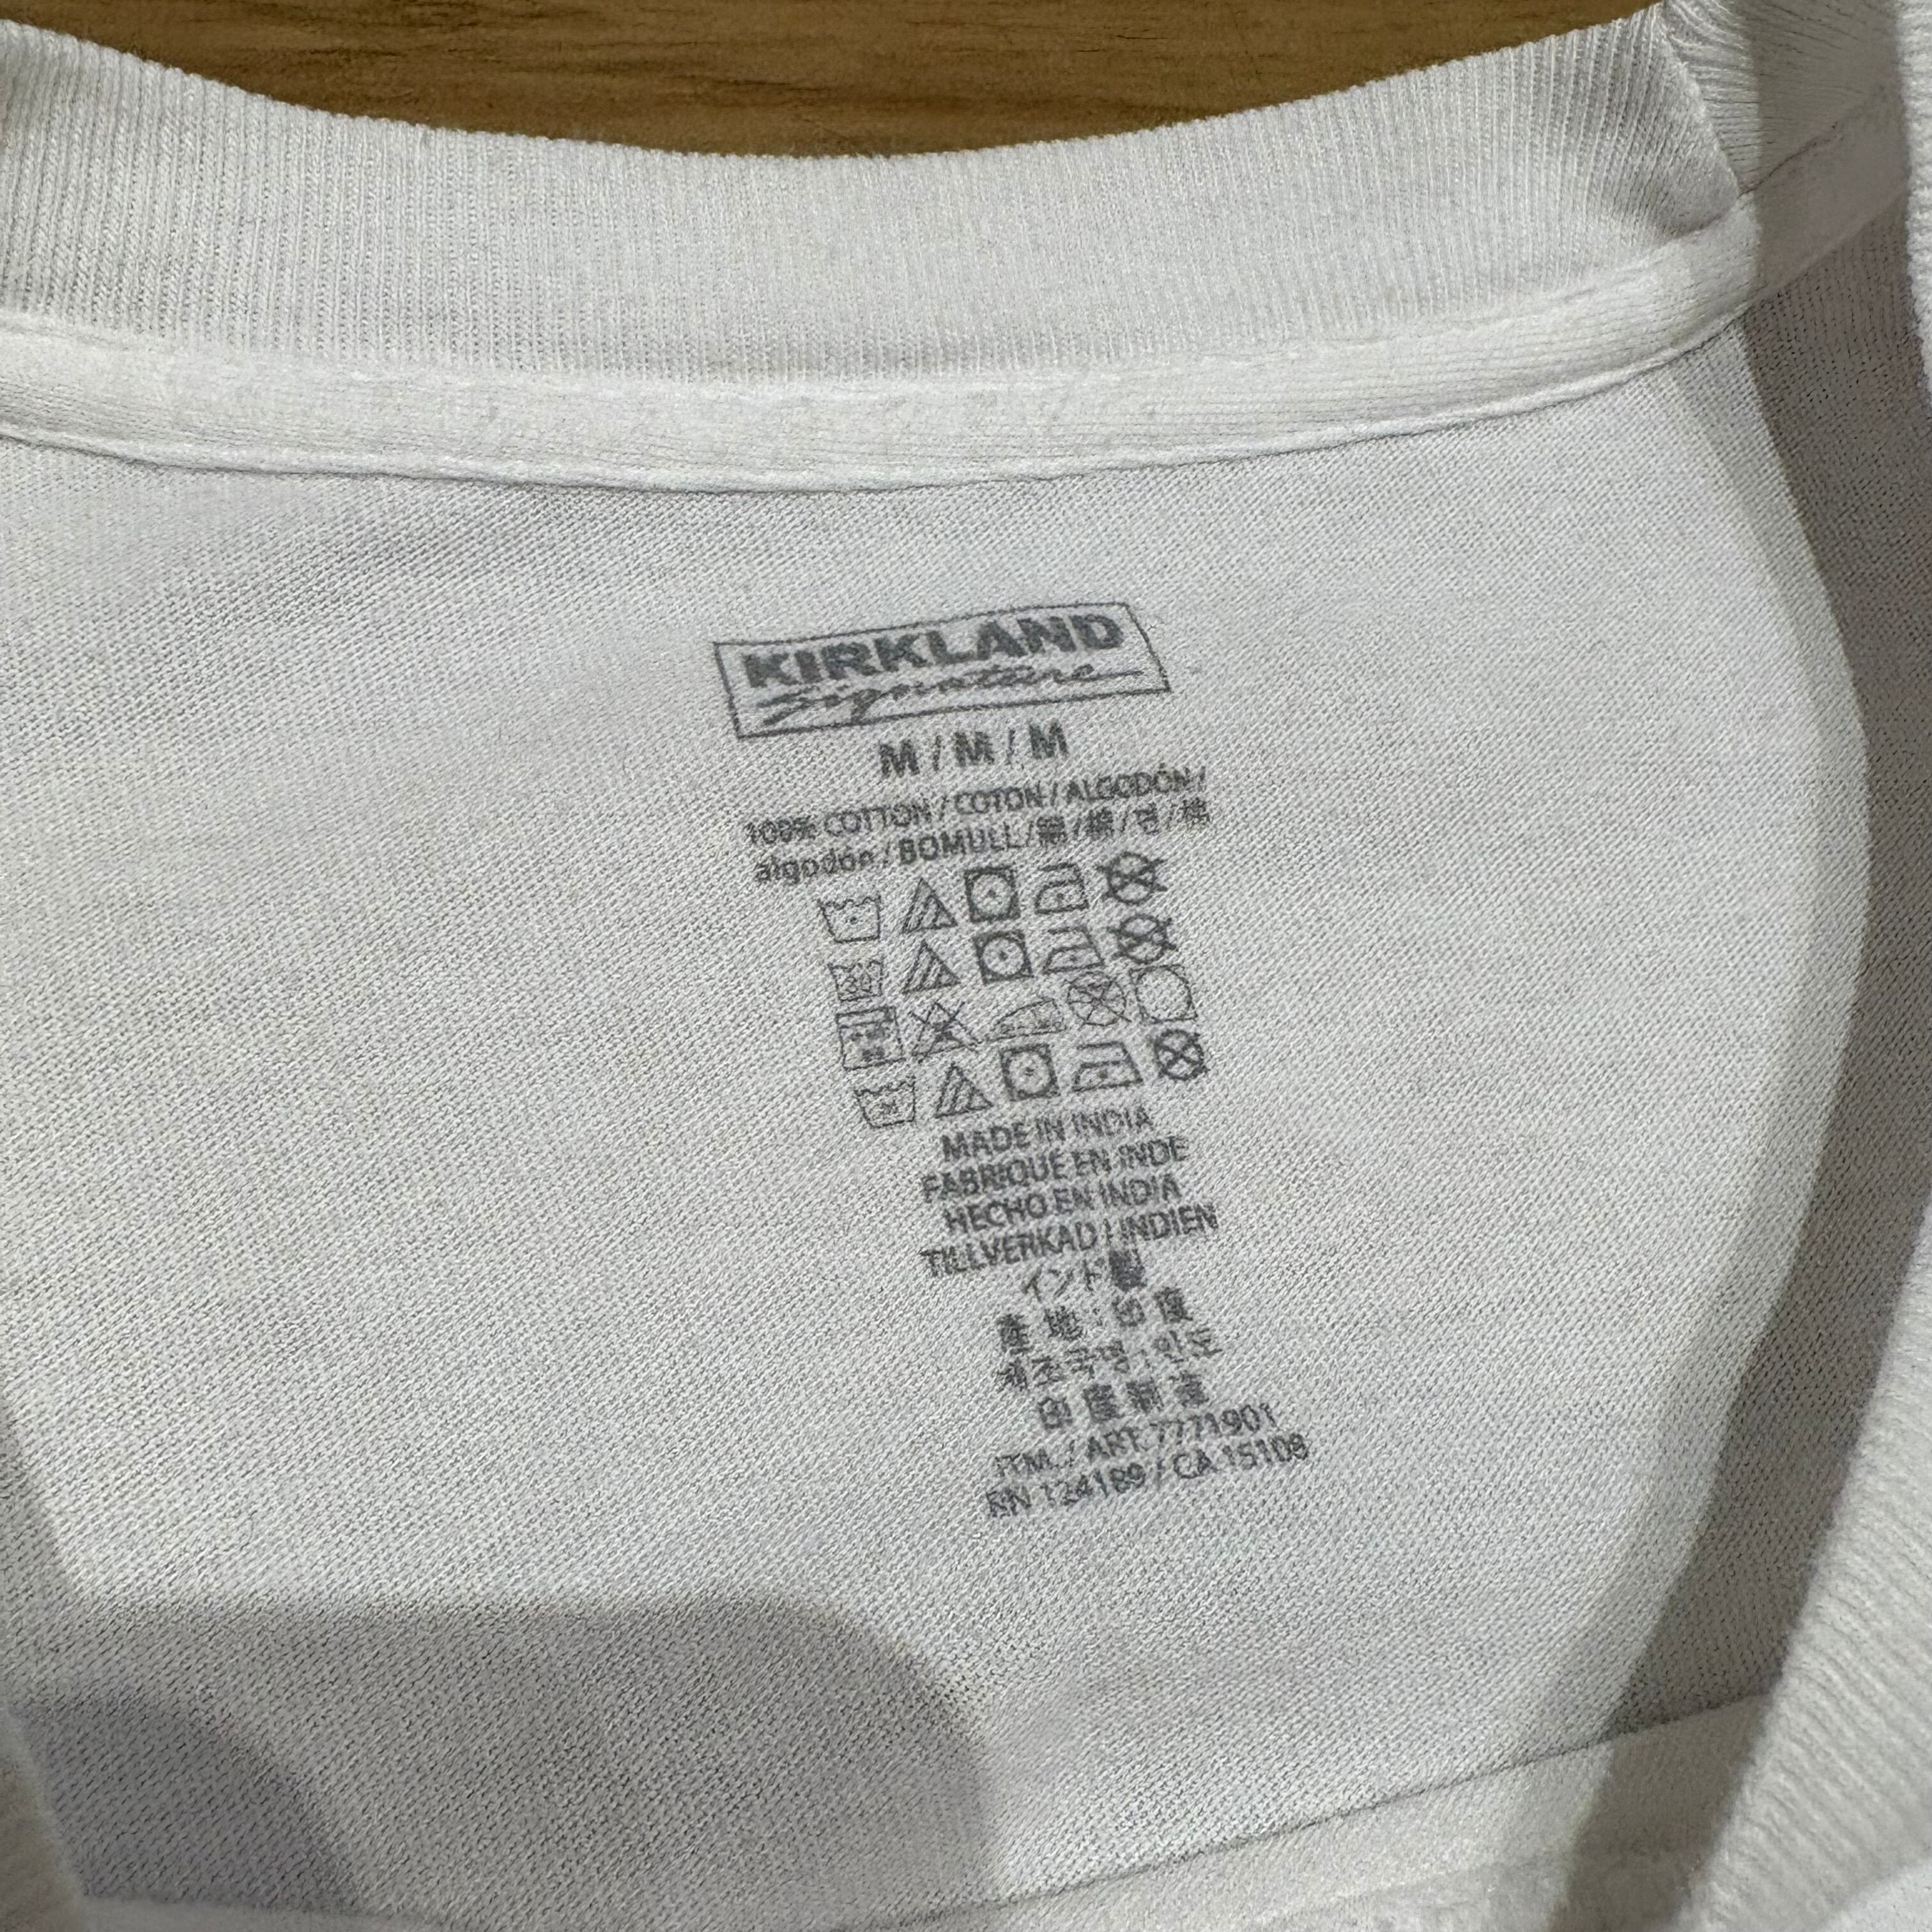 KIRKLAND
Signature
M / M / M
100% COTTON / COTON / ALGODÓN /
algodón / BOMULL / 綿 / 棉 / 면 / 棉
30
MADE IN INDIA
FABRIQUÉ EN INDE
HECHO EN INDIA
TILLVERKAD I INDIEN
インド製
產 地 : 印 度
제조국명 : 인도
印 度 制 造
ITM. / ART. 7771901
RN 124189 / CA 15108